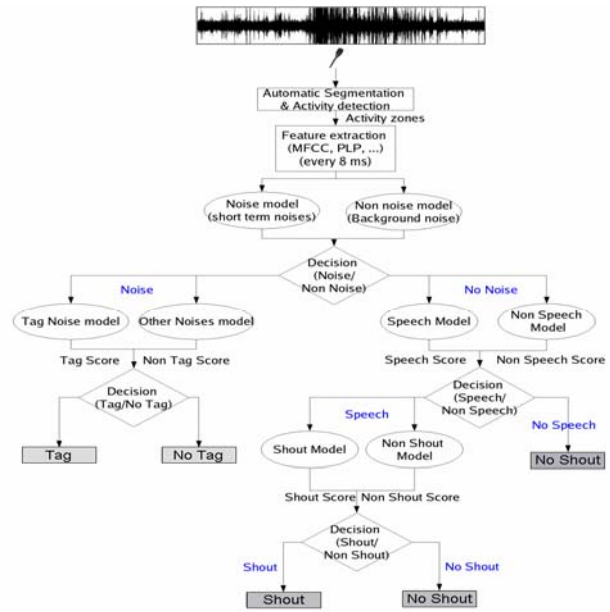 Automatic Segmentation
& Activity detection
Activity zones
Feature extraction
(MFCC, PLP, ...)
(every 8 ms)
Noise model
(short term noises)
Non noise model
(Background noise)
Decision
(Noise/
Non Noise)
Noise
No Noise
Tag Noise model
Other Noises model
Speech Model
Non Speech
Model
Tag Score
Non Tag Score
Speech Score
Non Speech Score
Decision
(Tag/No Tag)
Decision
(Speech/
Non Speech)
Speech
No Speech
Tag
No Tag
Shout Model
Non Shout
Model
No Shout
Shout Score
Non Shout Score
Decision
(Shout/
Non Shout)
Shout
No Shout
Shout
No Shout